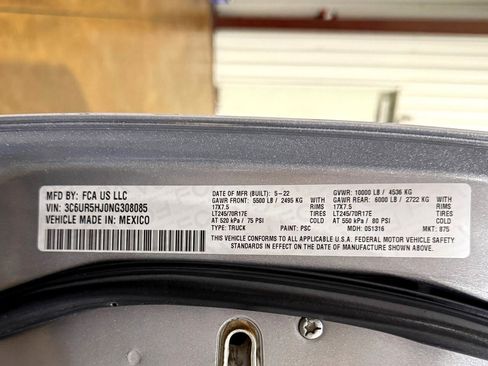 MFD BY: FCA US LLC
VIN: 3C6UR5HJ0NG308085
VEHICLE MADE IN: MEXICO
DATE OF MFR (BUILT): 5-22 GVWR: 10000 LB / 4536 KG
GAWR FRONT: 5500 LB / 2495 KG WITH GAWR REAR: 6000 LB / 2722 KG WITH
17X7.5 RIMS 17X7.5 RIMS
LT245/70R17E TIRES LT245/70R17E TIRES
AT 520 kPa / 75 PSI COLD AT 550 kPa / 80 PSI COLD
TYPE: TRUCK PAINT: PSC MDH: 051316 MKT: 875
THIS VEHICLE CONFORMS TO ALL APPLICABLE U.S.A. FEDERAL MOTOR VEHICLE SAFETY
STANDARDS IN EFFECT ON THE DATE OF MANUFACTURE SHOWN ABOVE.